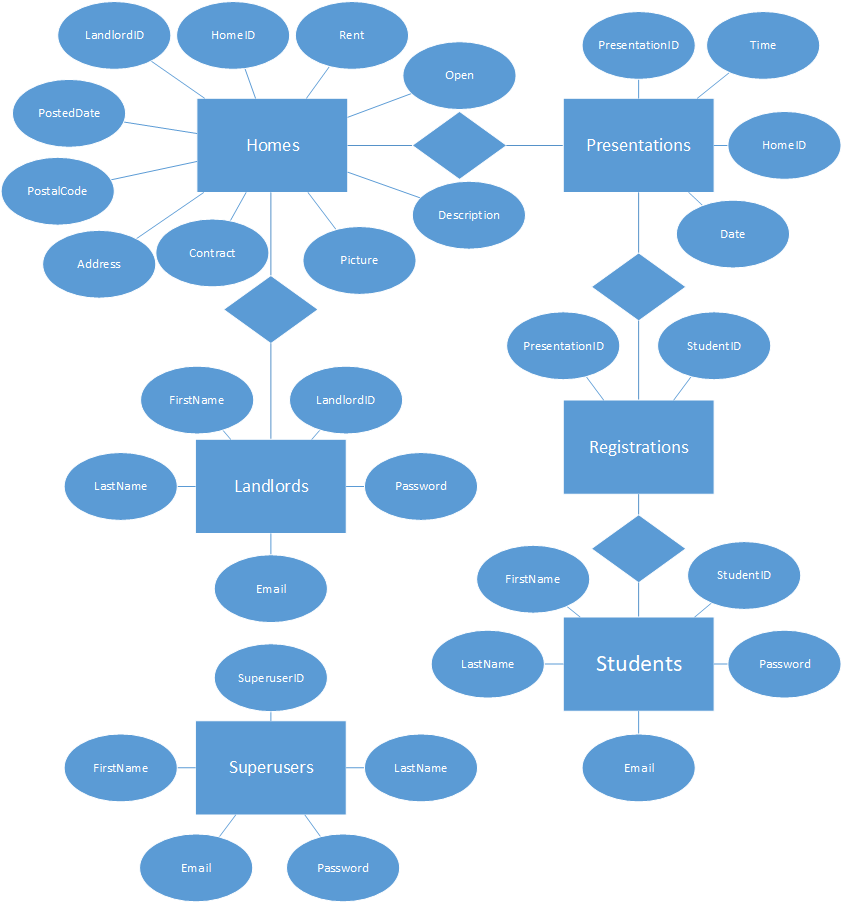 LandlordID
HomeID
Rent
Open
PostedDate
Homes
PostalCode
Address
Contract
Picture
Description
PresentationID
Time
Presentations
HomeID
Date
PresentationID
StudentID
Registrations
FirstName
LandlordID
LastName
Landlords
Password
Email
FirstName
StudentID
LastName
Students
Password
Email
SuperuserID
FirstName
Superusers
LastName
Email
Password